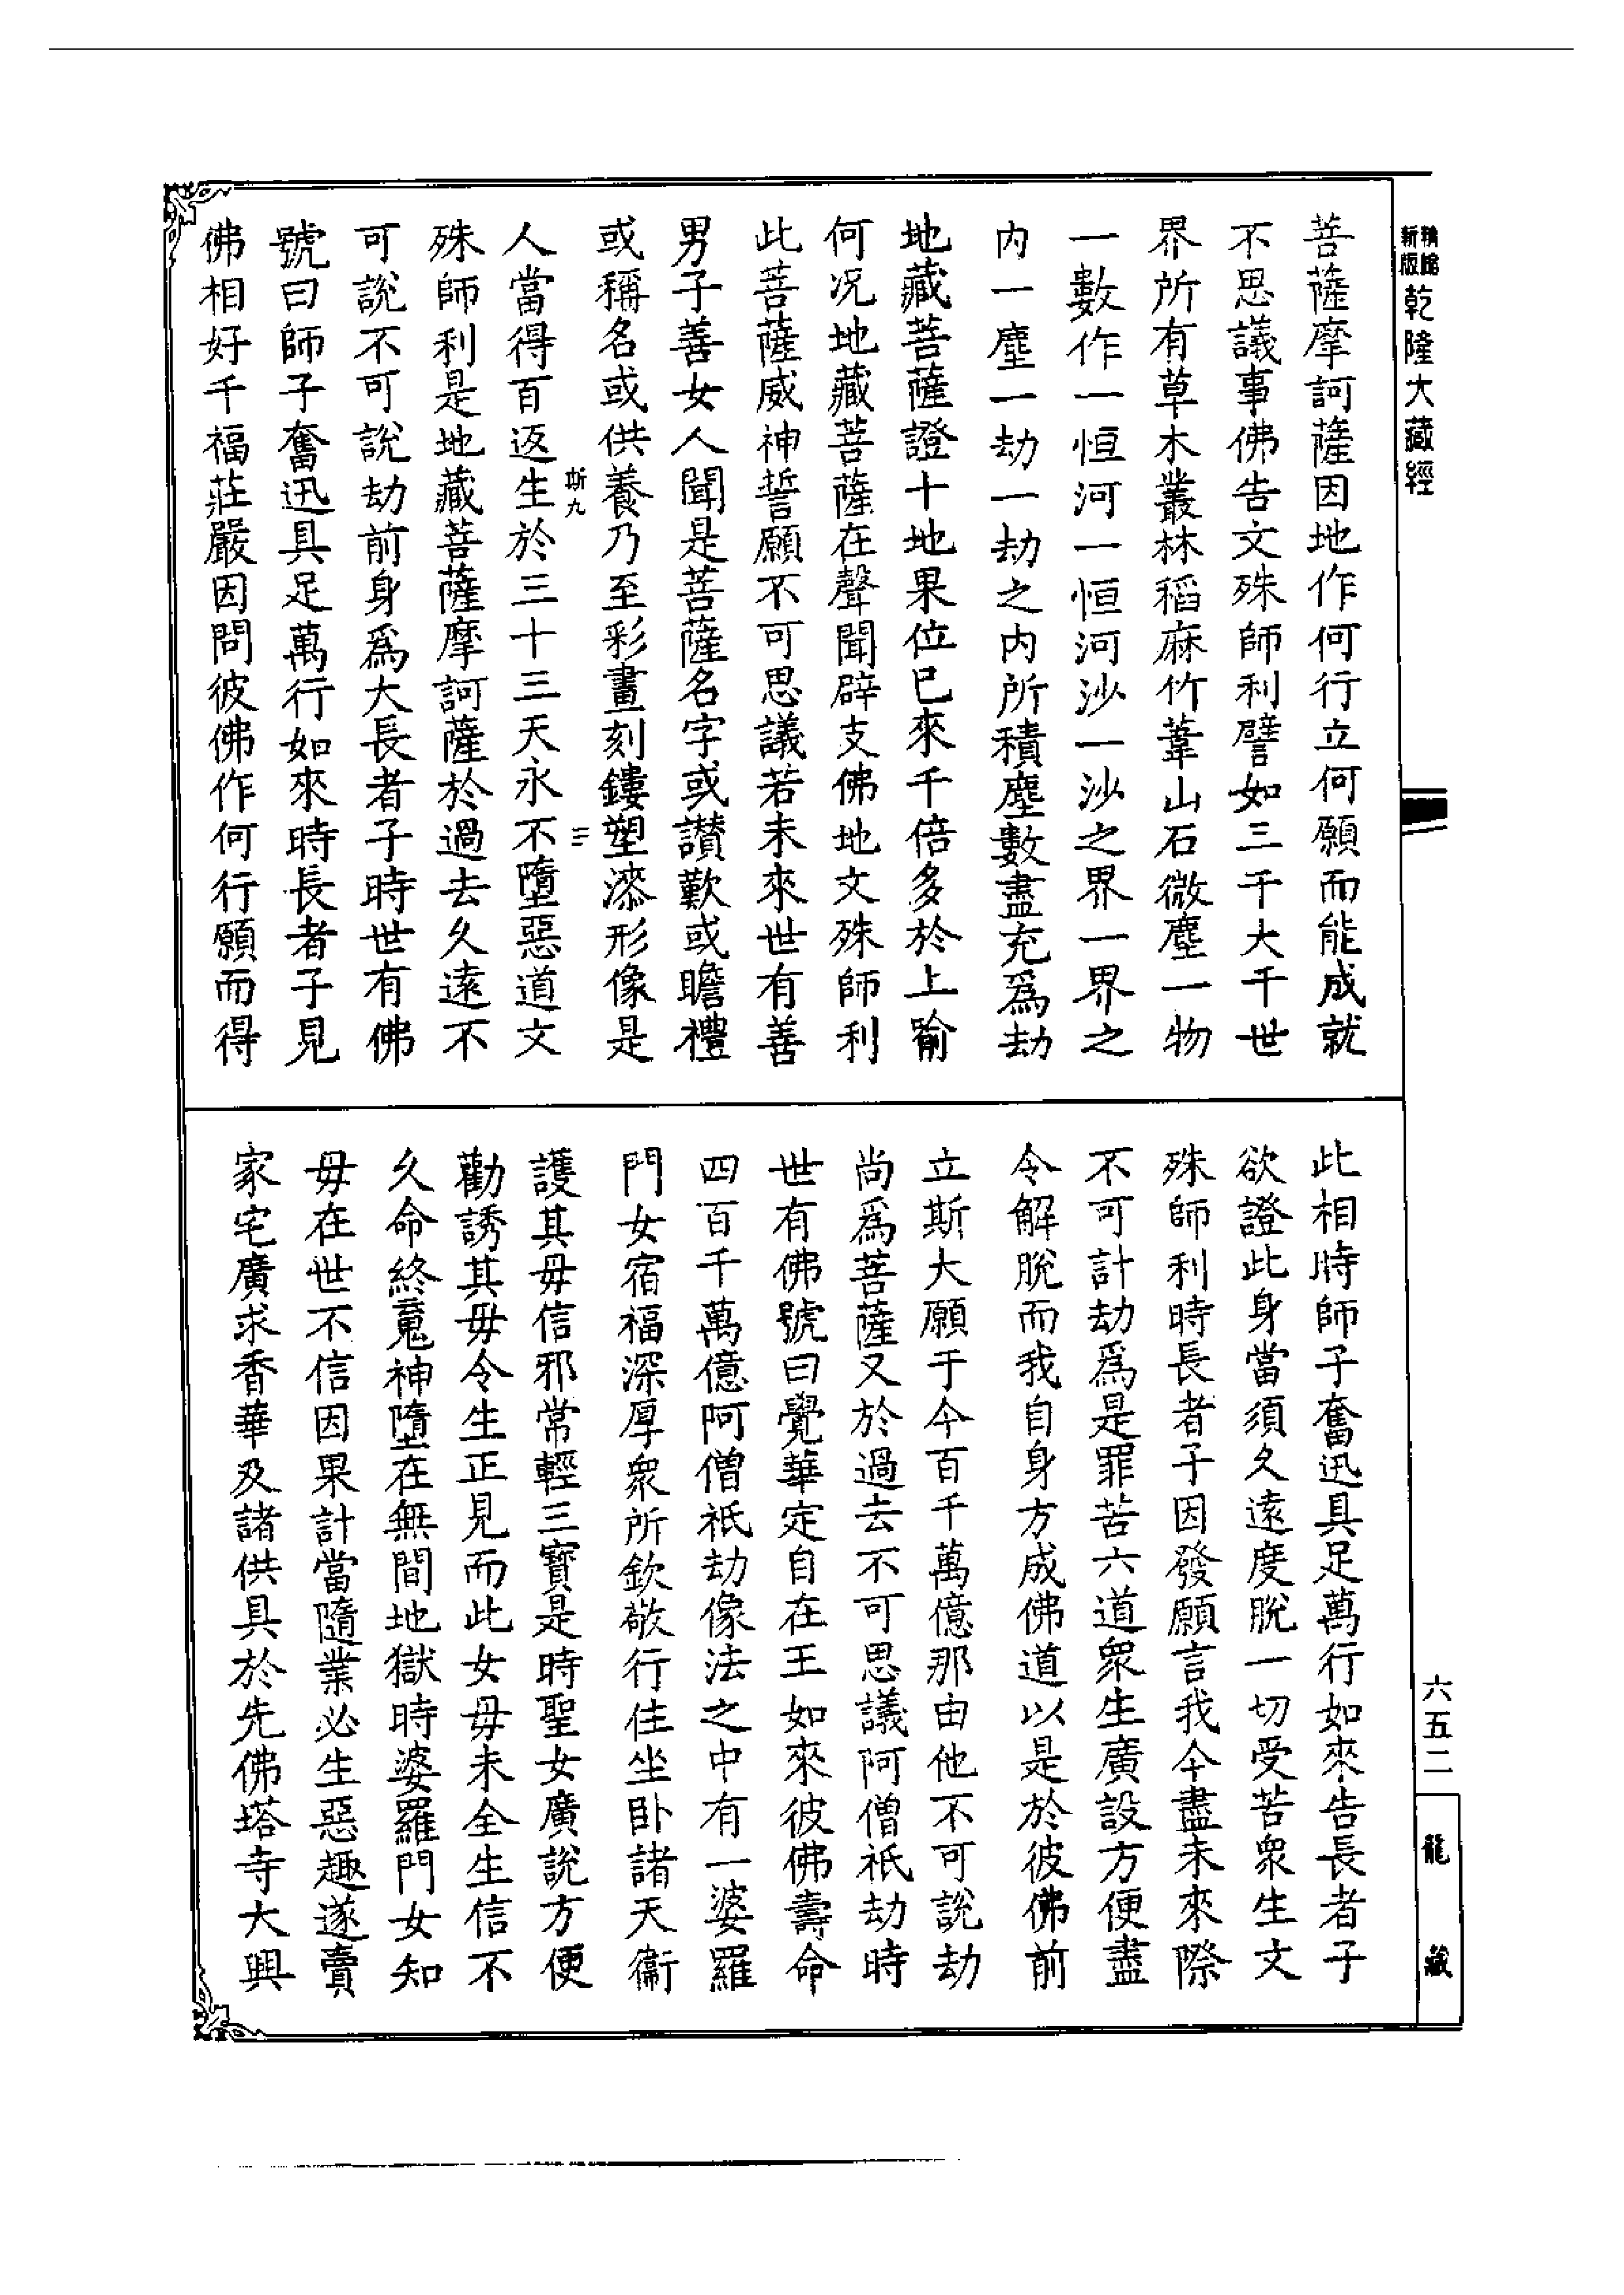 精縮新版乾隆大藏經
菩薩摩訶薩因地作何行立何願而能成就
不思議事佛告文殊師利譬如三千大千世
界所有草木叢林稻麻竹葦山石微塵一物
一數作一恒河一恒河沙一沙之界一界之
内一塵一劫一劫之内所積塵數盡充爲劫
地藏菩薩證十地果位已來千倍多於上喻
何況地藏菩薩在聲聞辟支佛地文殊師利
此菩薩威神誓願不可思議若未來世有善
男子善女人聞是菩薩名字或讚歎或瞻禮
或稱名或供養乃至彩畫刻鏤塑漆形像是
斯九 三
人當得百返生於三十三天永不墮惡道文
殊師利是地藏菩薩摩訶薩於過去久遠不
可說不可說劫前身爲大長者子時世有佛
號曰師子奮迅具足萬行如來時長者子見
佛相好千福莊嚴因問彼佛作何行願而得
此相時師子奮迅具足萬行如來告長者子
欲證此身當須久遠度脫一切受苦眾生文
殊師利時長者子因發願言我今盡未來際
不可計劫爲是罪苦六道眾生廣設方便盡
令解脫而我自身方成佛道以是於彼佛前
立斯大願于今百千萬億那由他不可說劫
尚爲菩薩又於過去不可思議阿僧祇劫時
世有佛號曰覺華定自在王如來彼佛壽命
四百千萬億阿僧祇劫像法之中有一婆羅
門女宿福深厚眾所欽敬行住坐臥諸天衞
護其毋信邪常輕三寶是時聖女廣說方便
勸誘其毋令生正見而此女毋未全生信不
久命終䰟神墮在無間地獄時婆羅門女知
毋在世不信因果計當隨業必生惡趣遂賣
家宅廣求香華及諸供具於先佛塔寺大興
六五二
龍藏